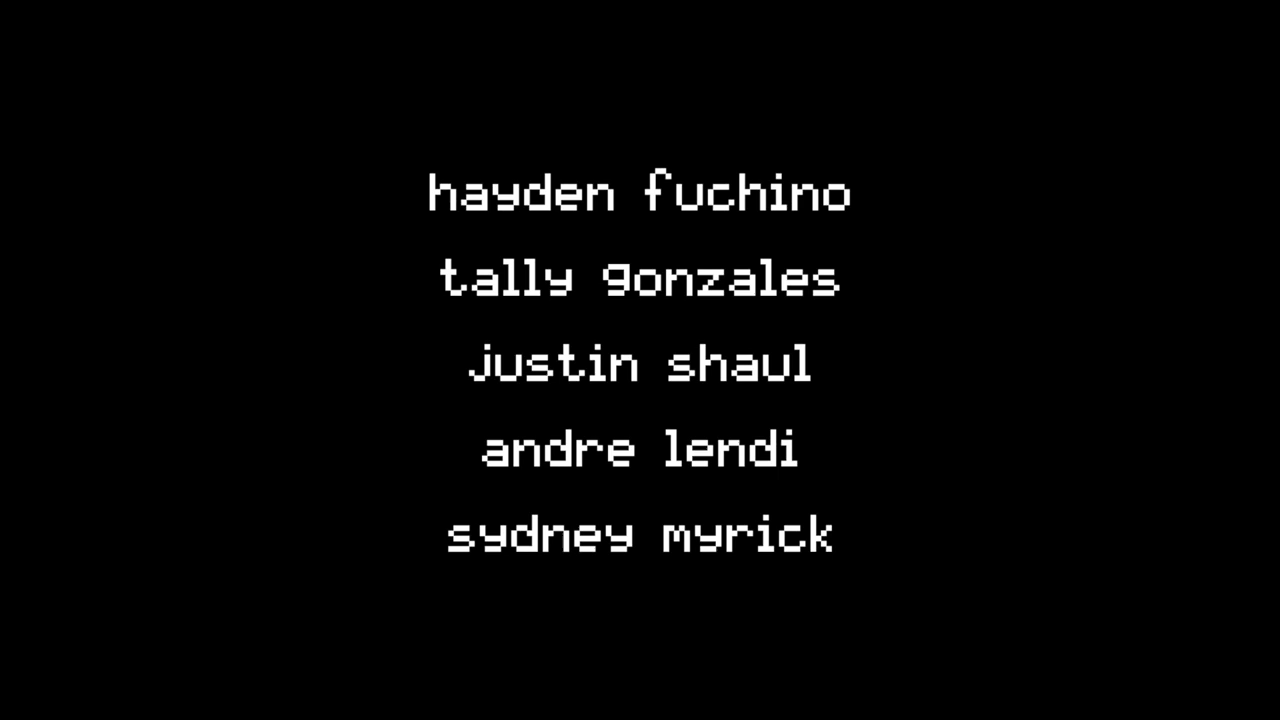 hayden fuchino
tally gonzales
justin shaul
andre lendi
sydney myrick